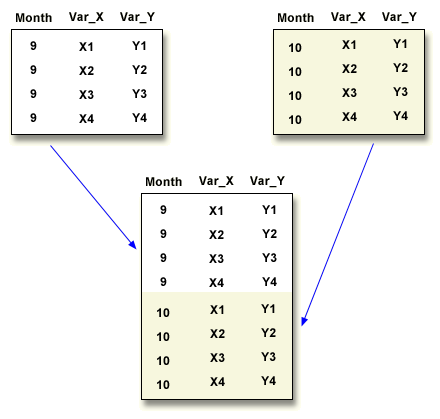 Month Var_X Var_Y
9 X1 Y1
9 X2 Y2
9 X3 Y3
9 X4 Y4
Month Var_X Var_Y
10 X1 Y1
10 X2 Y2
10 X3 Y3
10 X4 Y4
Month Var_X Var_Y
9 X1 Y1
9 X2 Y2
9 X3 Y3
9 X4 Y4
10 X1 Y1
10 X2 Y2
10 X3 Y3
10 X4 Y4